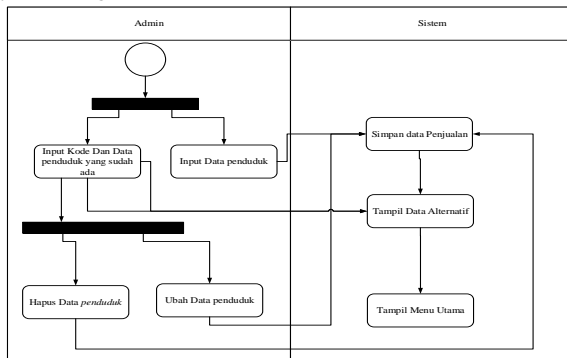 Admin
Sistem
Input Kode Dan Data
penduduk yang sudah
ada
Input Data penduduk
Simpan data Penjualan
Tampil Data Alternatif
Hapus Data penduduk
Ubah Data penduduk
Tampil Menu Utama